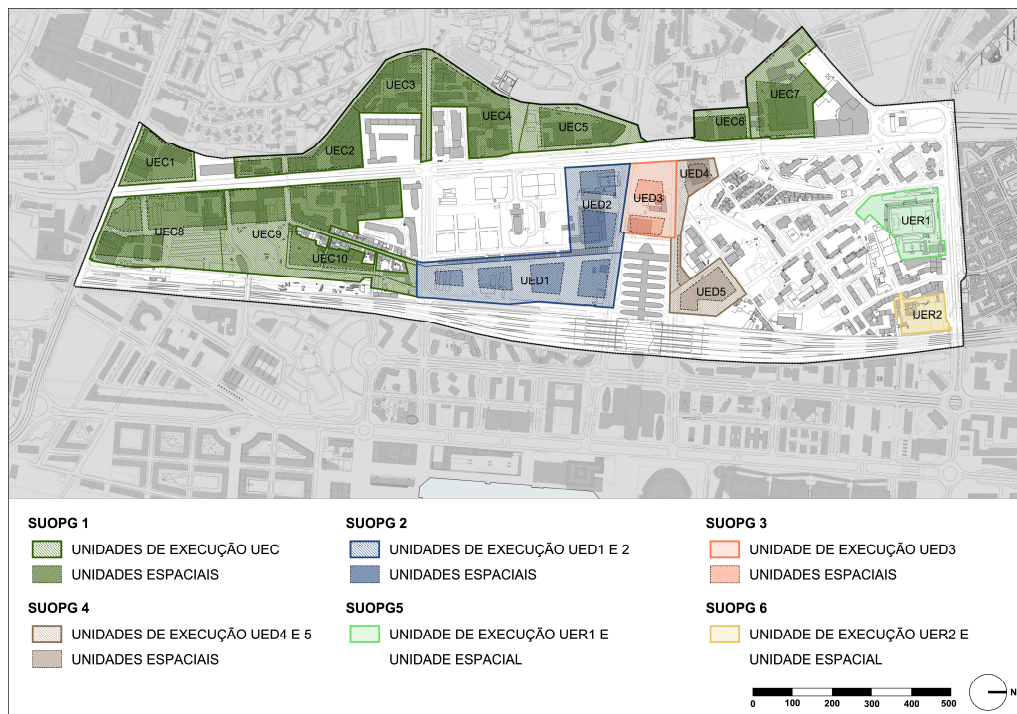 UEC1
UEC2
UEC3
UEC4
UEC5
UEC6
UEC7
UEC8
UEC9
UEC10
UED1
UED2
UED3
UED4
UED5
UER1
UER2
SUOPG 1
UNIDADES DE EXECUÇÃO UEC
UNIDADES ESPACIAIS
SUOPG 2
UNIDADES DE EXECUÇÃO UED1 E 2
UNIDADES ESPACIAIS
SUOPG 3
UNIDADE DE EXECUÇÃO UED3
UNIDADES ESPACIAIS
SUOPG 4
UNIDADES DE EXECUÇÃO UED4 E 5
UNIDADES ESPACIAIS
SUOPG5
UNIDADE DE EXECUÇÃO UER1 E
UNIDADE ESPACIAL
SUOPG 6
UNIDADE DE EXECUÇÃO UER2 E
UNIDADE ESPACIAL
0 100 200 300 400 500
N